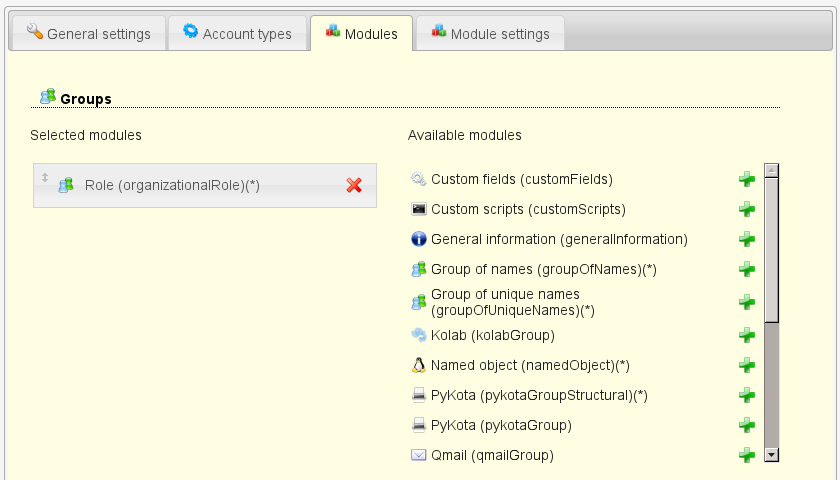 General settings
Account types
Modules
Module settings
Groups
Selected modules
Available modules
Role (organizationalRole)(*)
Custom fields (customFields)
Custom scripts (customScripts)
General information (generalInformation)
Group of names (groupOfNames)(*)
Group of unique names
(groupOfUniqueNames)(*)
Kolab (kolabGroup)
Named object (namedObject)(*)
PyKota (pykotaGroupStructural)(*)
PyKota (pykotaGroup)
Qmail (qmailGroup)